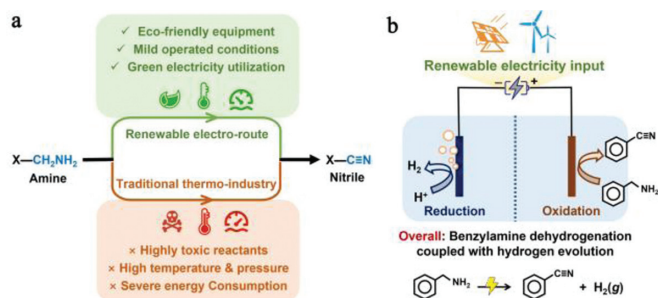 a
✓ Eco-friendly equipment
✓ Mild operated conditions
✓ Green electricity utilization
Renewable electro-route
X—CH₂NH₂
Amine
X—C≡N
Nitrile
Traditional thermo-industry
× Highly toxic reactants
× High temperature & pressure
× Severe energy Consumption
b
Renewable electricity input
− +
H₂
H⁺
Reduction
C≡N
NH₂
Oxidation
Overall: Benzylamine dehydrogenation
coupled with hydrogen evolution
NH₂ C≡N + H₂(g)